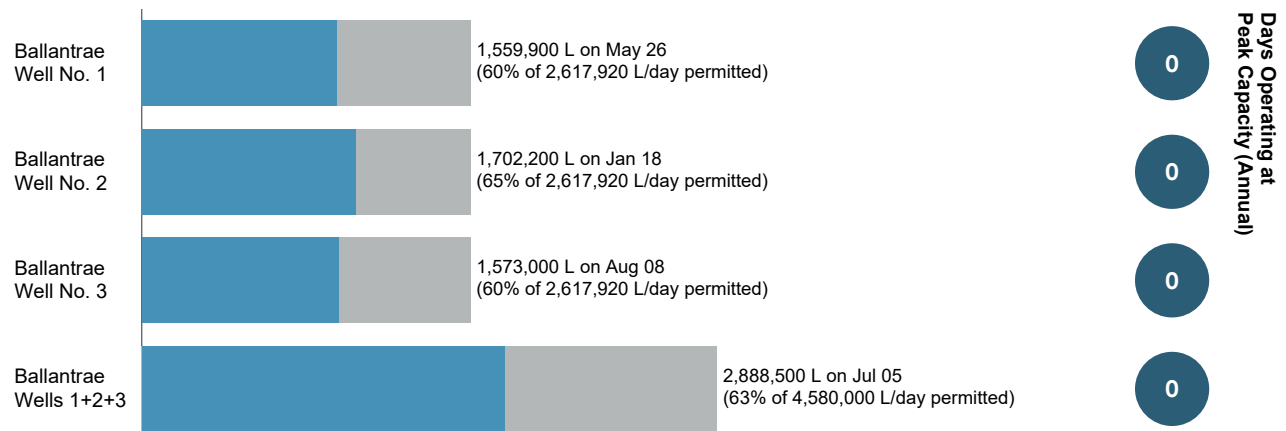 Days Operating at
Peak Capacity (Annual)
Ballantrae
Well No. 1
1,559,900 L on May 26
(60% of 2,617,920 L/day permitted)
0
Ballantrae
Well No. 2
1,702,200 L on Jan 18
(65% of 2,617,920 L/day permitted)
0
Ballantrae
Well No. 3
1,573,000 L on Aug 08
(60% of 2,617,920 L/day permitted)
0
Ballantrae
Wells 1+2+3
2,888,500 L on Jul 05
(63% of 4,580,000 L/day permitted)
0